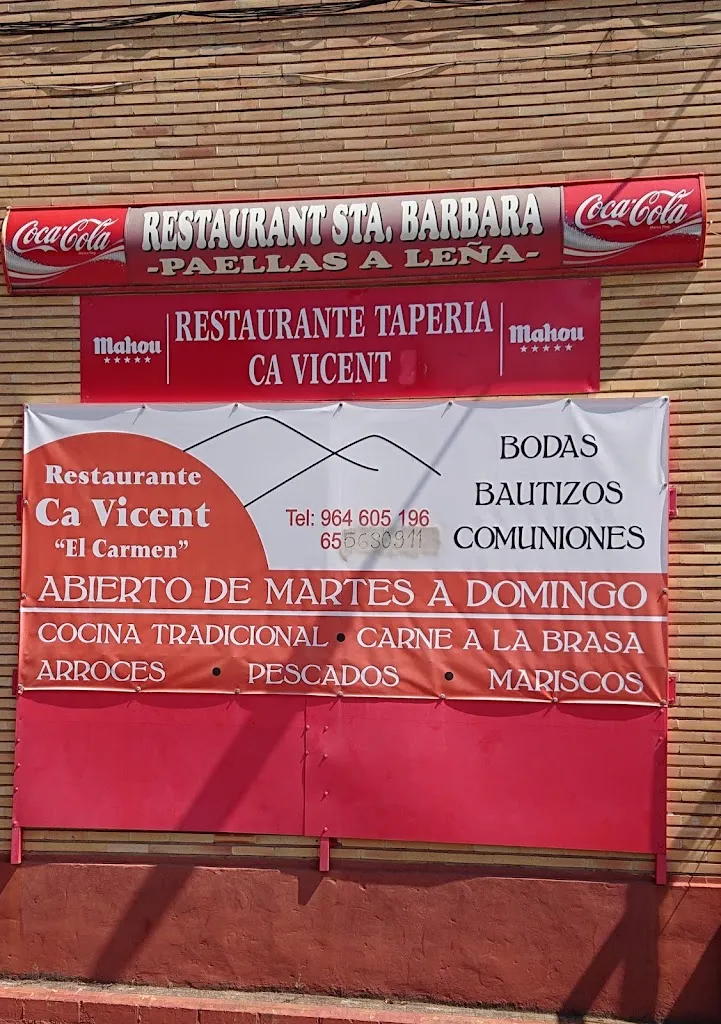 Coca-Cola
RESTAURANT STA. BARBARA
-PAELLAS A LEÑA-
Coca-Cola
Mahou
RESTAURANTE TAPERIA
CA VICENT
Mahou
Restaurante
Ca Vicent
“El Carmen”
Tel: 964 605 196
BODAS
BAUTIZOS
COMUNIONES
ABIERTO DE MARTES A DOMINGO
COCINA TRADICIONAL • CARNE A LA BRASA
ARROCES • PESCADOS • MARISCOS